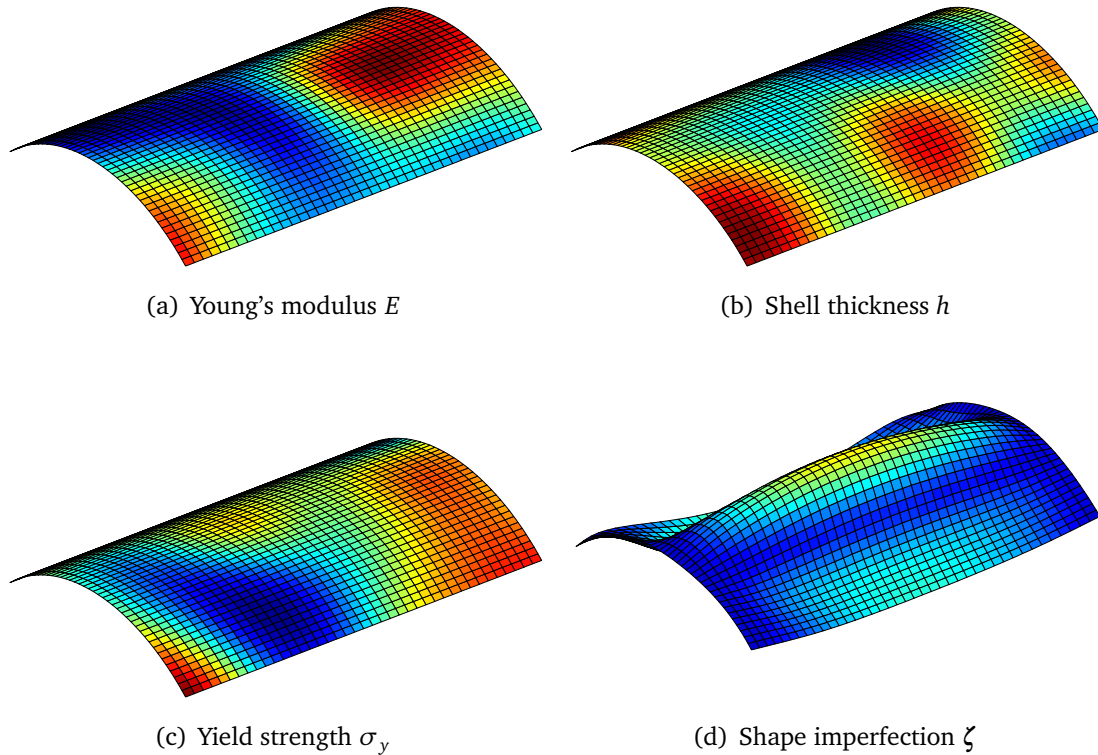 (a) Young's modulus E
(b) Shell thickness h
(c) Yield strength σ_y
(d) Shape imperfection ζ